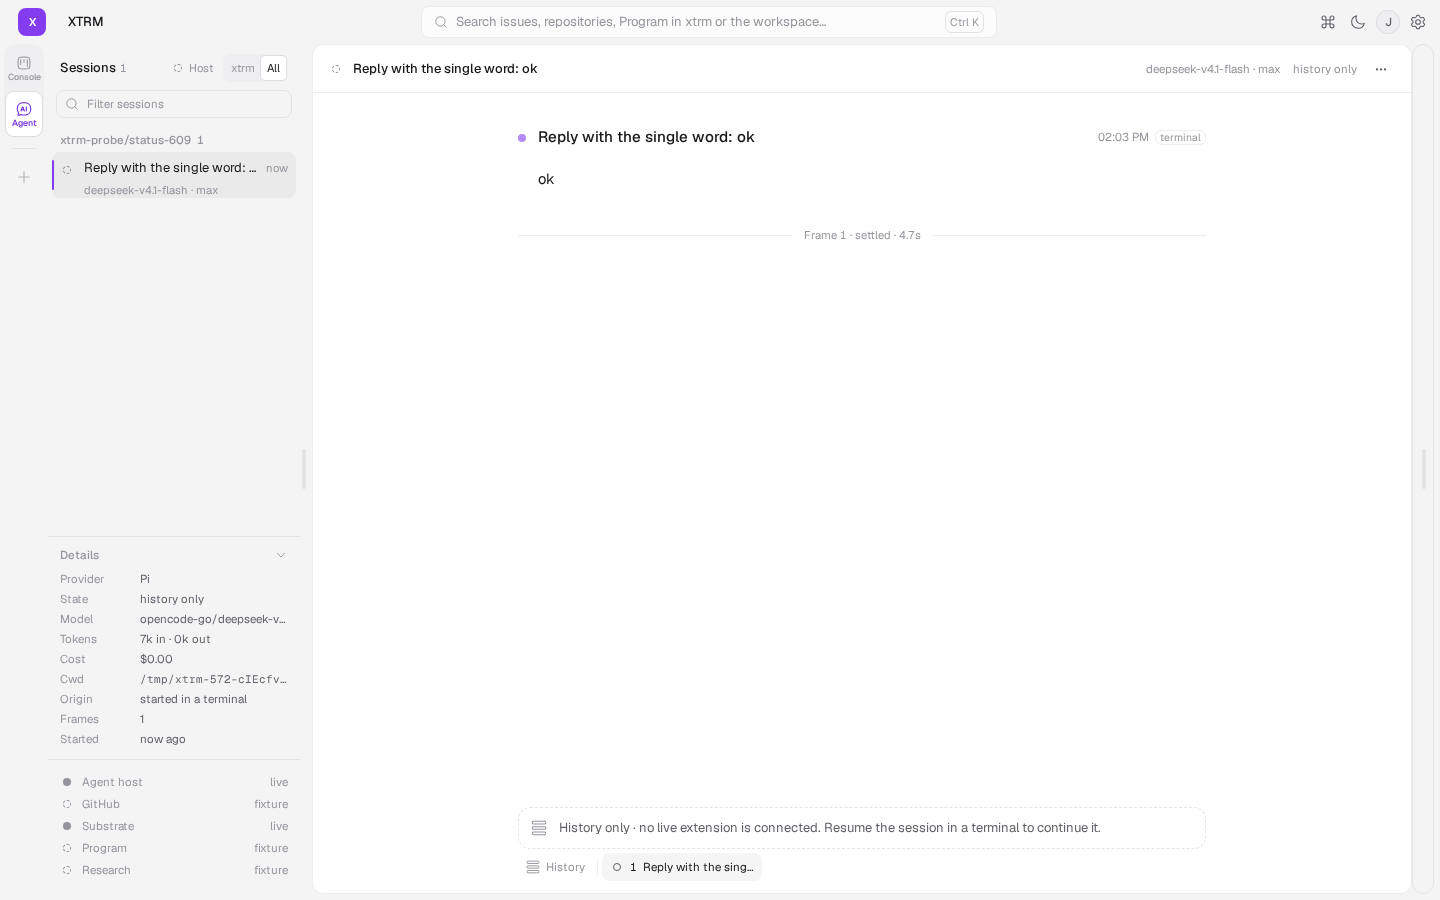 X XTRM Search issues, repositories, Program in xtrm or the workspace... Ctrl K J
Console
Agent
Sessions 1 Host xtrm All
Filter sessions
xtrm-probe/status-609 1
Reply with the single word: ... now
deepseek-v4.1-flash · max
Reply with the single word: ok deepseek-v4.1-flash · max history only
Reply with the single word: ok 02:03 PM terminal
ok
Frame 1 · settled · 4.7s
Details
Provider Pi
State history only
Model opencode-go/deepseek-v...
Tokens 7k in · 0k out
Cost $0.00
Cwd /tmp/xtrm-572-cIEcfv...
Origin started in a terminal
Frames 1
Started now ago
Agent host live
GitHub fixture
Substrate live
Program fixture
Research fixture
History only · no live extension is connected. Resume the session in a terminal to continue it.
History 1 Reply with the sing...